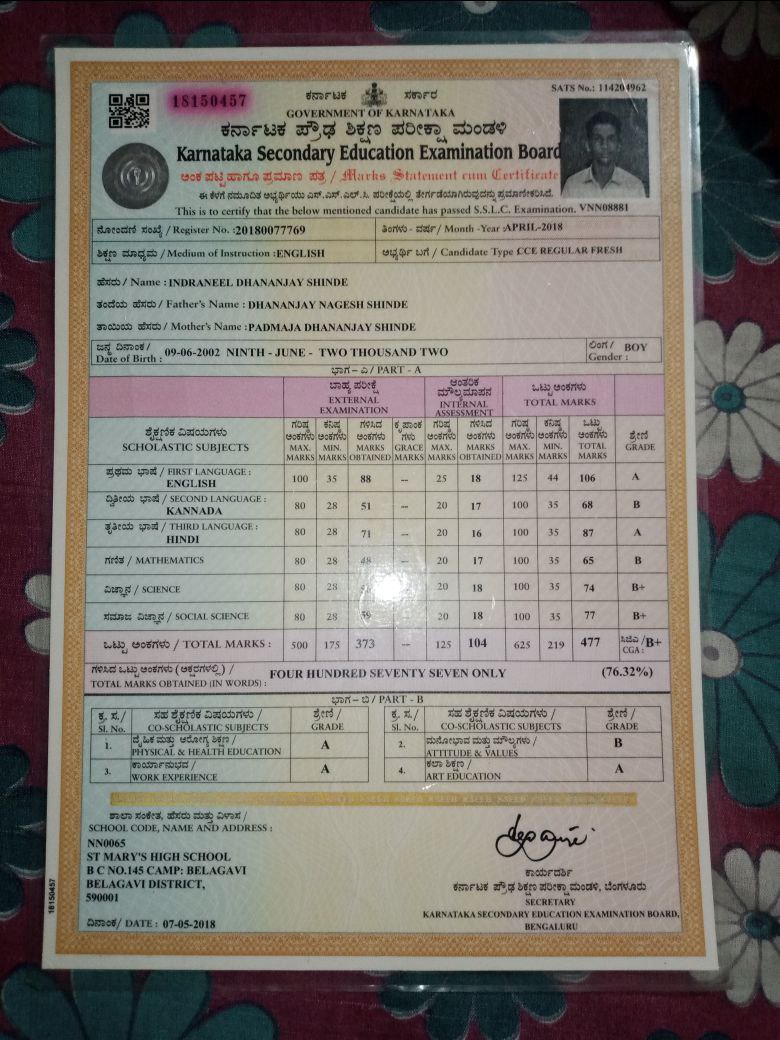 SATS No.: 114204962
18150457
ಕರ್ನಾಟಕ ಸರ್ಕಾರ
GOVERNMENT OF KARNATAKA
ಕರ್ನಾಟಕ ಪ್ರೌಢ ಶಿಕ್ಷಣ ಪರೀಕ್ಷಾ ಮಂಡಳಿ
Karnataka Secondary Education Examination Board
ಅಂಕ ಪಟ್ಟಿ ಹಾಗೂ ಪ್ರಮಾಣ ಪತ್ರ / Marks Statement cum Certificate
ಈ ಕೆಳಗೆ ನಮೂದಿತ ಅಭ್ಯರ್ಥಿಯು ಎಸ್.ಎಸ್.ಎಲ್.ಸಿ. ಪರೀಕ್ಷೆಯಲ್ಲಿ ತೇರ್ಗಡೆಯಾಗಿರುವುದನ್ನು ಪ್ರಮಾಣೀಕರಿಸಿದೆ.
This is to certify that the below mentioned candidate has passed S.S.L.C. Examination. VNN08881
ನೋಂದಣಿ ಸಂಖ್ಯೆ / Register No. :20180077769 ತಿಂಗಳು - ವರ್ಷ / Month -Year :APRIL-2018
ಶಿಕ್ಷಣ ಮಾಧ್ಯಮ / Medium of Instruction :ENGLISH ಅಭ್ಯರ್ಥಿ ಬಗೆ / Candidate Type :CCE REGULAR FRESH
ಹೆಸರು / Name : INDRANEEL DHANANJAY SHINDE
ತಂದೆಯ ಹೆಸರು / Father's Name : DHANANJAY NAGESH SHINDE
ತಾಯಿಯ ಹೆಸರು / Mother's Name : PADMAJA DHANANJAY SHINDE
ಜನ್ಮ ದಿನಾಂಕ / Date of Birth : 09-06-2002 NINTH - JUNE - TWO THOUSAND TWO ಲಿಂಗ / Gender : BOY
ಭಾಗ - ಎ / PART - A
ಬಾಹ್ಯ ಪರೀಕ್ಷೆ EXTERNAL EXAMINATION ಆಂತರಿಕ ಮೌಲ್ಯಮಾಪನ INTERNAL ASSESSMENT ಒಟ್ಟು ಅಂಕಗಳು TOTAL MARKS
ಶೈಕ್ಷಣಿಕ ವಿಷಯಗಳು SCHOLASTIC SUBJECTS ಗರಿಷ್ಠ ಅಂಕಗಳು MAX. MARKS ಕನಿಷ್ಠ ಅಂಕಗಳು MIN. MARKS ಗಳಿಸಿದ ಅಂಕಗಳು MARKS OBTAINED ಕೃಪಾಂಕಗಳು GRACE MARKS ಗರಿಷ್ಠ ಅಂಕಗಳು MAX. MARKS ಗಳಿಸಿದ ಅಂಕಗಳು MARKS OBTAINED ಗರಿಷ್ಠ ಅಂಕಗಳು MAX. MARKS ಕನಿಷ್ಠ ಅಂಕಗಳು MIN. MARKS ಒಟ್ಟು ಅಂಕಗಳು TOTAL MARKS ಶ್ರೇಣಿ GRADE
ಪ್ರಥಮ ಭಾಷೆ / FIRST LANGUAGE :
ENGLISH 100 35 88 -- 25 18 125 44 106 A
ದ್ವಿತೀಯ ಭಾಷೆ / SECOND LANGUAGE :
KANNADA 80 28 51 -- 20 17 100 35 68 B
ತೃತೀಯ ಭಾಷೆ / THIRD LANGUAGE :
HINDI 80 28 71 -- 20 16 100 35 87 A
ಗಣಿತ / MATHEMATICS 80 28 48 -- 20 17 100 35 65 B
ವಿಜ್ಞಾನ / SCIENCE 80 28 20 18 100 35 74 B+
ಸಮಾಜ ವಿಜ್ಞಾನ / SOCIAL SCIENCE 80 28 59 20 18 100 35 77 B+
ಒಟ್ಟು ಅಂಕಗಳು / TOTAL MARKS : 500 175 373 -- 125 104 625 219 477 ಸಿಜಿಎ / CGA : B+
ಗಳಿಸಿದ ಒಟ್ಟು ಅಂಕಗಳು (ಅಕ್ಷರಗಳಲ್ಲಿ) /
TOTAL MARKS OBTAINED (IN WORDS) : FOUR HUNDRED SEVENTY SEVEN ONLY (76.32%)
ಭಾಗ - ಬಿ / PART - B
ಕ್ರ. ಸ./ Sl. No. ಸಹ ಶೈಕ್ಷಣಿಕ ವಿಷಯಗಳು / CO-SCHOLASTIC SUBJECTS ಶ್ರೇಣಿ / GRADE ಕ್ರ. ಸ./ Sl. No. ಸಹ ಶೈಕ್ಷಣಿಕ ವಿಷಯಗಳು / CO-SCHOLASTIC SUBJECTS ಶ್ರೇಣಿ / GRADE
1. ದೈಹಿಕ ಮತ್ತು ಆರೋಗ್ಯ ಶಿಕ್ಷಣ / PHYSICAL & HEALTH EDUCATION A 2. ಮನೋಭಾವ ಮತ್ತು ಮೌಲ್ಯಗಳು / ATTITUDE & VALUES B
3. ಕಾರ್ಯಾನುಭವ / WORK EXPERIENCE A 4. ಕಲಾ ಶಿಕ್ಷಣ / ART EDUCATION A
ಶಾಲಾ ಸಂಕೇತ, ಹೆಸರು ಮತ್ತು ವಿಳಾಸ /
SCHOOL CODE, NAME AND ADDRESS :
NN0065
ST MARY'S HIGH SCHOOL
B C NO.145 CAMP: BELAGAVI
BELAGAVI DISTRICT,
590001
ದಿನಾಂಕ/ DATE : 07-05-2018
ಕಾರ್ಯದರ್ಶಿ
ಕರ್ನಾಟಕ ಪ್ರೌಢ ಶಿಕ್ಷಣ ಪರೀಕ್ಷಾ ಮಂಡಳಿ, ಬೆಂಗಳೂರು
SECRETARY
KARNATAKA SECONDARY EDUCATION EXAMINATION BOARD,
BENGALURU
18150457